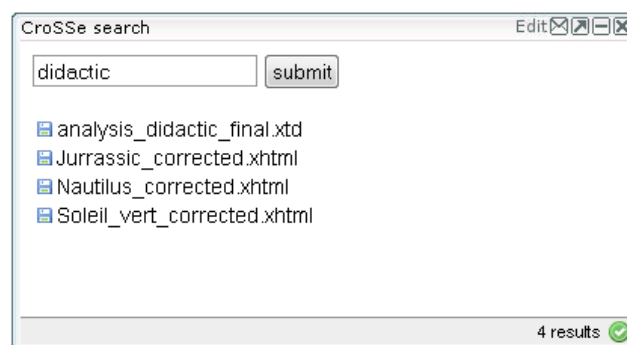 CroSSe search Edit
didactic submit
analysis_didactic_final.xtd
Jurrassic_corrected.xhtml
Nautilus_corrected.xhtml
Soleil_vert_corrected.xhtml
4 results